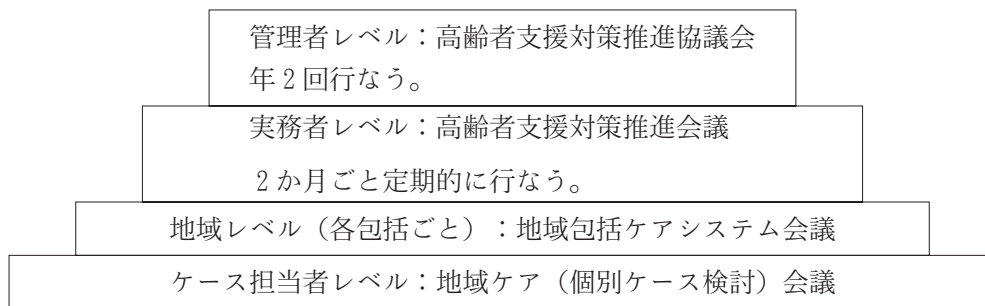 管理者レベル：高齢者支援対策推進協議会
年２回行なう。
実務者レベル：高齢者支援対策推進会議
２か月ごと定期的に行なう。
地域レベル（各包括ごと）：地域包括ケアシステム会議
ケース担当者レベル：地域ケア（個別ケース検討）会議